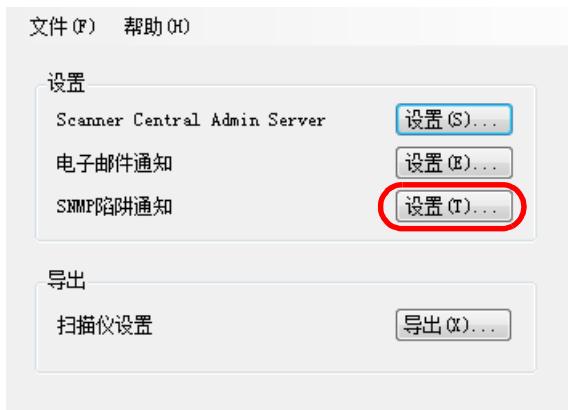 文件(F) 帮助(H)
设置
Scanner Central Admin Server 设置(S)...
电子邮件通知 设置(E)...
SNMP陷阱通知 设置(T)...
导出
扫描仪设置 导出(X)...